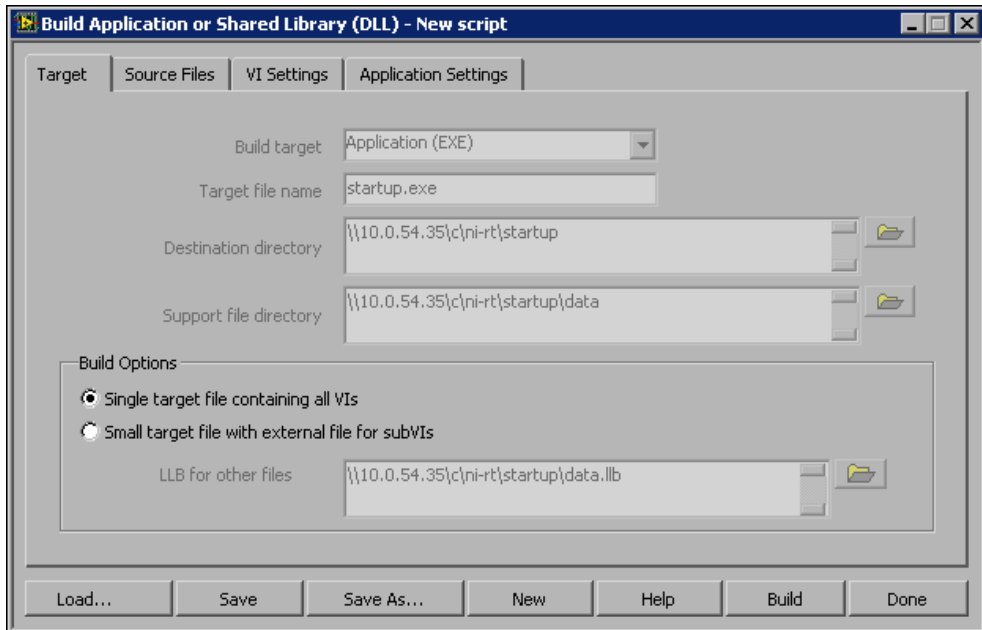 Build Application or Shared Library (DLL) - New script
Target Source Files VI Settings Application Settings
Build target Application (EXE)
Target file name startup.exe
Destination directory \\10.0.54.35\c\ni-rt\startup
Support file directory \\10.0.54.35\c\ni-rt\startup\data
Build Options
Single target file containing all VIs
Small target file with external file for subVIs
LLB for other files \\10.0.54.35\c\ni-rt\startup\data.llb
Load... Save Save As... New Help Build Done